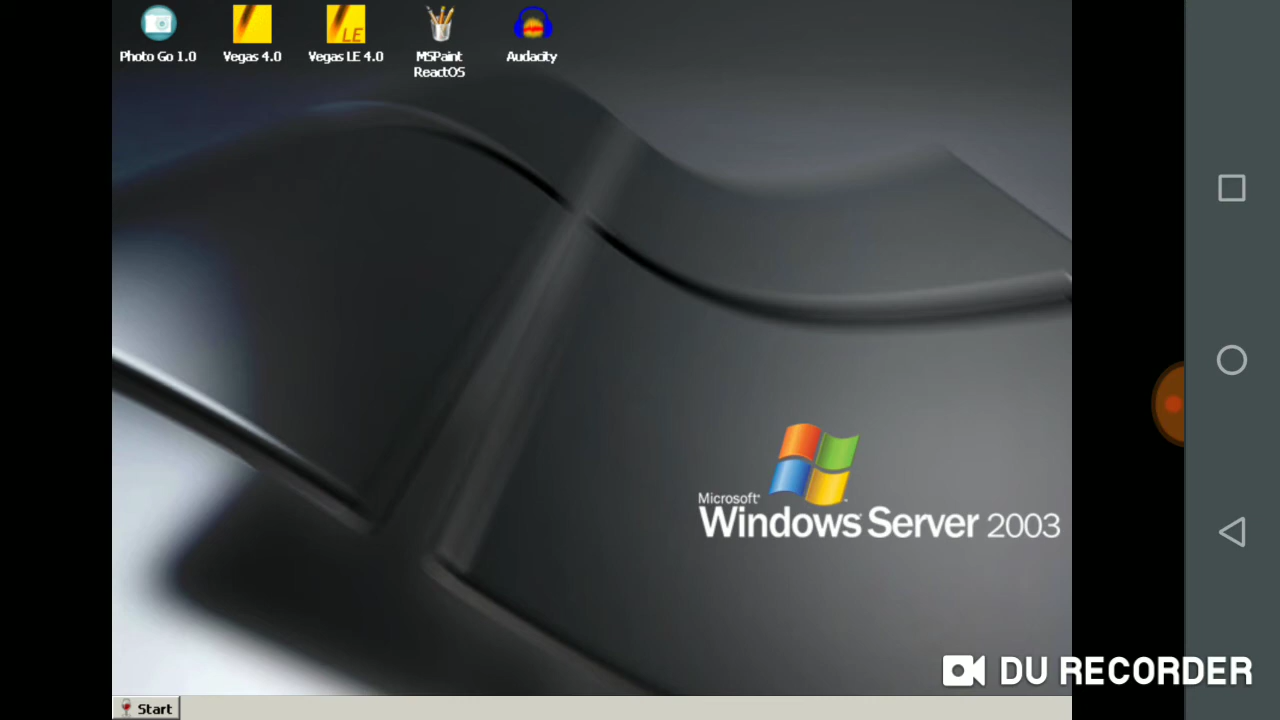 Photo Go 1.0
Vegas 4.0
LE
Vegas LE 4.0
MSPaint
ReactOS
Audacity
Microsoft
Windows Server 2003
DU RECORDER
Start